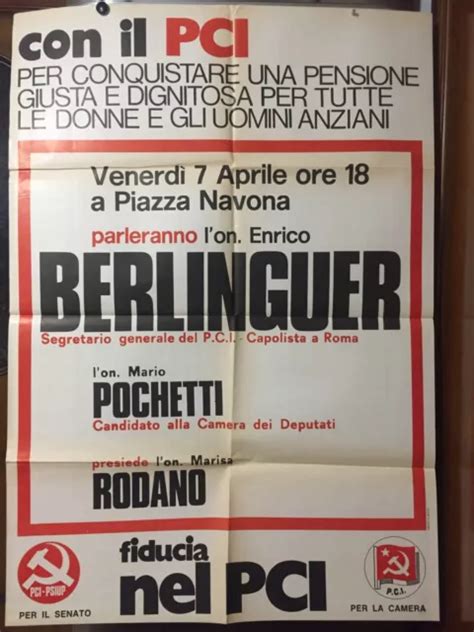 con il PCI
PER CONQUISTARE UNA PENSIONE
GIUSTA E DIGNITOSA PER TUTTE
LE DONNE E GLI UOMINI ANZIANI
Venerdì 7 Aprile ore 18
a Piazza Navona
parleranno l'on. Enrico
BERLINGUER
Segretario generale del P.C.I. - Capolista a Roma
l'on. Mario
POCHETTI
Candidato alla Camera dei Deputati
presiede l'on. Marisa
RODANO
fiducia
nel PCI
PCI-PSIUP
PER IL SENATO
P.C.I.
PER LA CAMERA